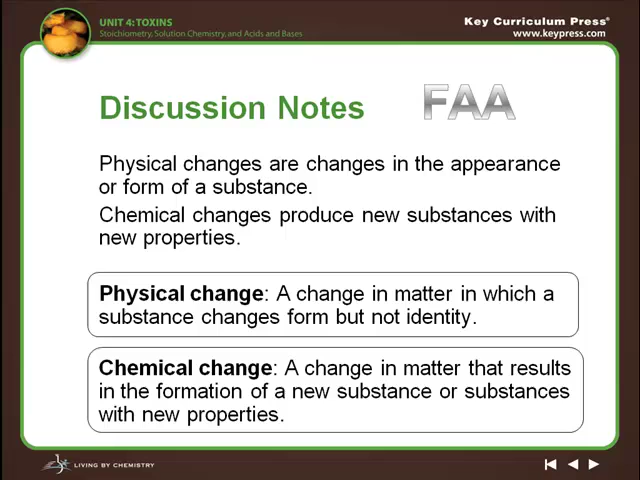 UNIT 4: TOXINS
Stoichiometry, Solution Chemistry, and Acids and Bases
Key Curriculum Press®
www.keypress.com
Discussion Notes
FAA
Physical changes are changes in the appearance
or form of a substance.
Chemical changes produce new substances with
new properties.
Physical change: A change in matter in which a
substance changes form but not identity.
Chemical change: A change in matter that results
in the formation of a new substance or substances
with new properties.
LIVING BY CHEMISTRY